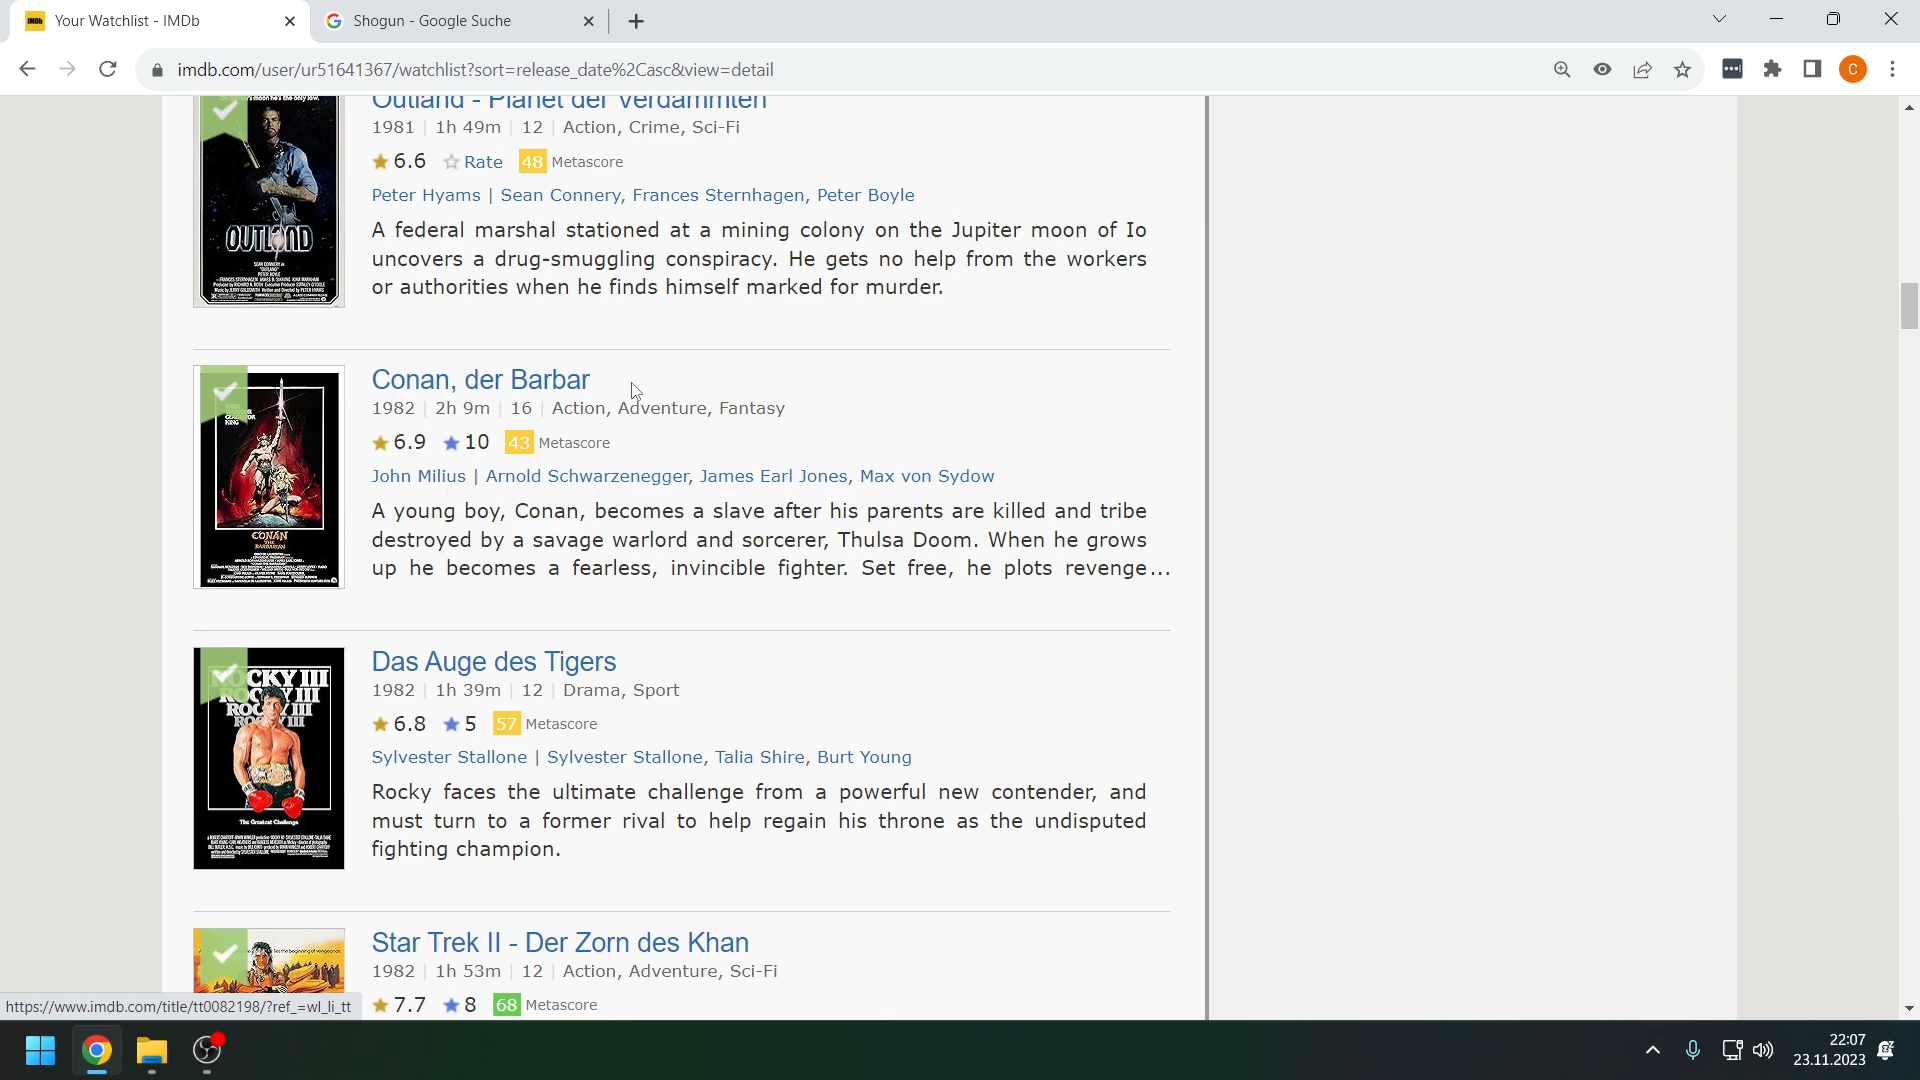 Your Watchlist - IMDb
Shogun - Google Suche
imdb.com/user/ur51641367/watchlist?sort=release_date%2Casc&view=detail
C
Outland - Planet der Verdammten
1981 | 1h 49m | 12 | Action, Crime, Sci-Fi
6.6 Rate 48 Metascore
Peter Hyams | Sean Connery, Frances Sternhagen, Peter Boyle
A federal marshal stationed at a mining colony on the Jupiter moon of Io
uncovers a drug-smuggling conspiracy. He gets no help from the workers
or authorities when he finds himself marked for murder.
OUTLAND
Conan, der Barbar
1982 | 2h 9m | 16 | Action, Adventure, Fantasy
6.9 10 43 Metascore
John Milius | Arnold Schwarzenegger, James Earl Jones, Max von Sydow
A young boy, Conan, becomes a slave after his parents are killed and tribe
destroyed by a savage warlord and sorcerer, Thulsa Doom. When he grows
up he becomes a fearless, invincible fighter. Set free, he plots revenge...
CONAN
THE
BARBARIAN
Das Auge des Tigers
1982 | 1h 39m | 12 | Drama, Sport
6.8 5 57 Metascore
Sylvester Stallone | Sylvester Stallone, Talia Shire, Burt Young
Rocky faces the ultimate challenge from a powerful new contender, and
must turn to a former rival to help regain his throne as the undisputed
fighting champion.
ROCKY III
The Greatest Challenge
Star Trek II - Der Zorn des Khan
1982 | 1h 53m | 12 | Action, Adventure, Sci-Fi
7.7 8 68 Metascore
https://www.imdb.com/title/tt0082198/?ref_=wl_li_tt
22:07
23.11.2023